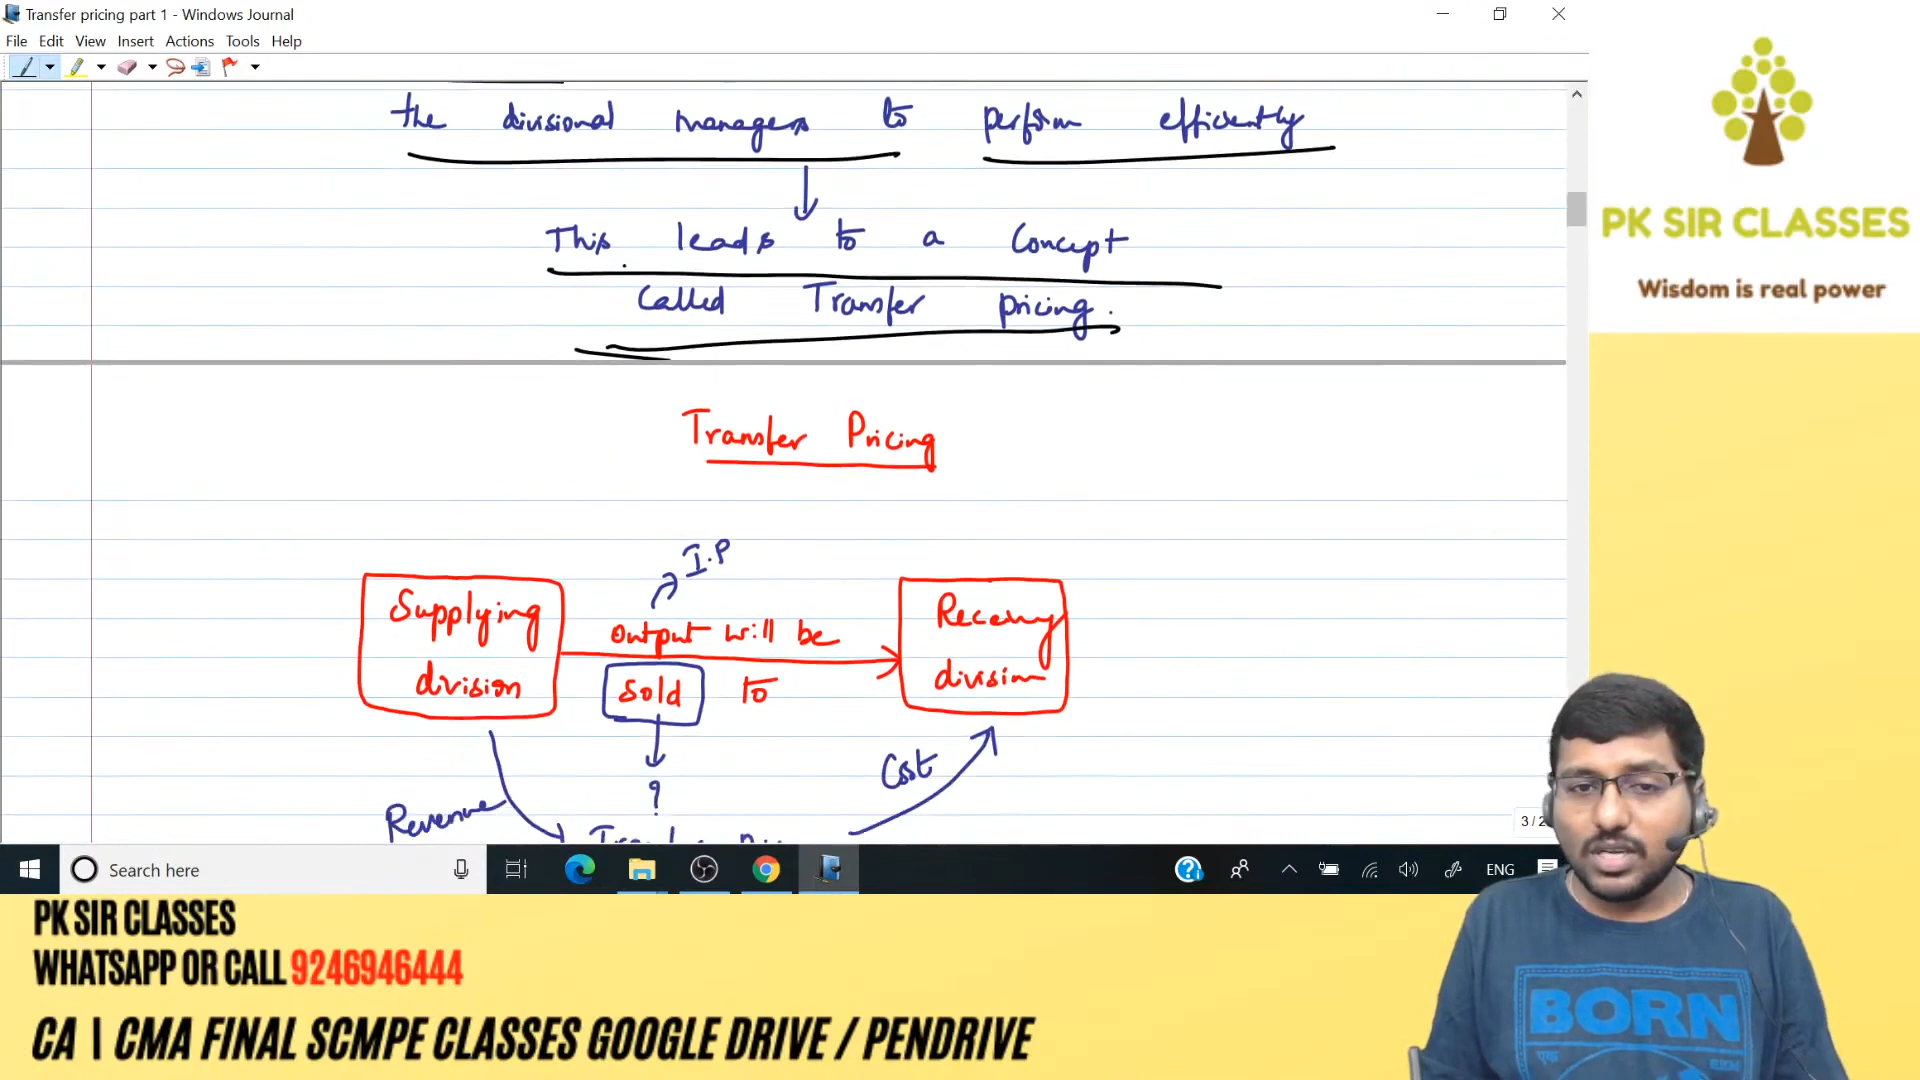 Transfer pricing part 1 - Windows Journal
File Edit View Insert Actions Tools Help
the divisional managers to perform efficiently
This leads to a Concept
Called Transfer pricing.
Transfer Pricing
I.P
Supplying division
output will be
sold to
Receiving division
Cost
?
Revenue
3/2
Search here
ENG
PK SIR CLASSES
Wisdom is real power
PK SIR CLASSES
WHATSAPP OR CALL 9246946444
CA \ CMA FINAL SCMPE CLASSES GOOGLE DRIVE / PENDRIVE
BORN